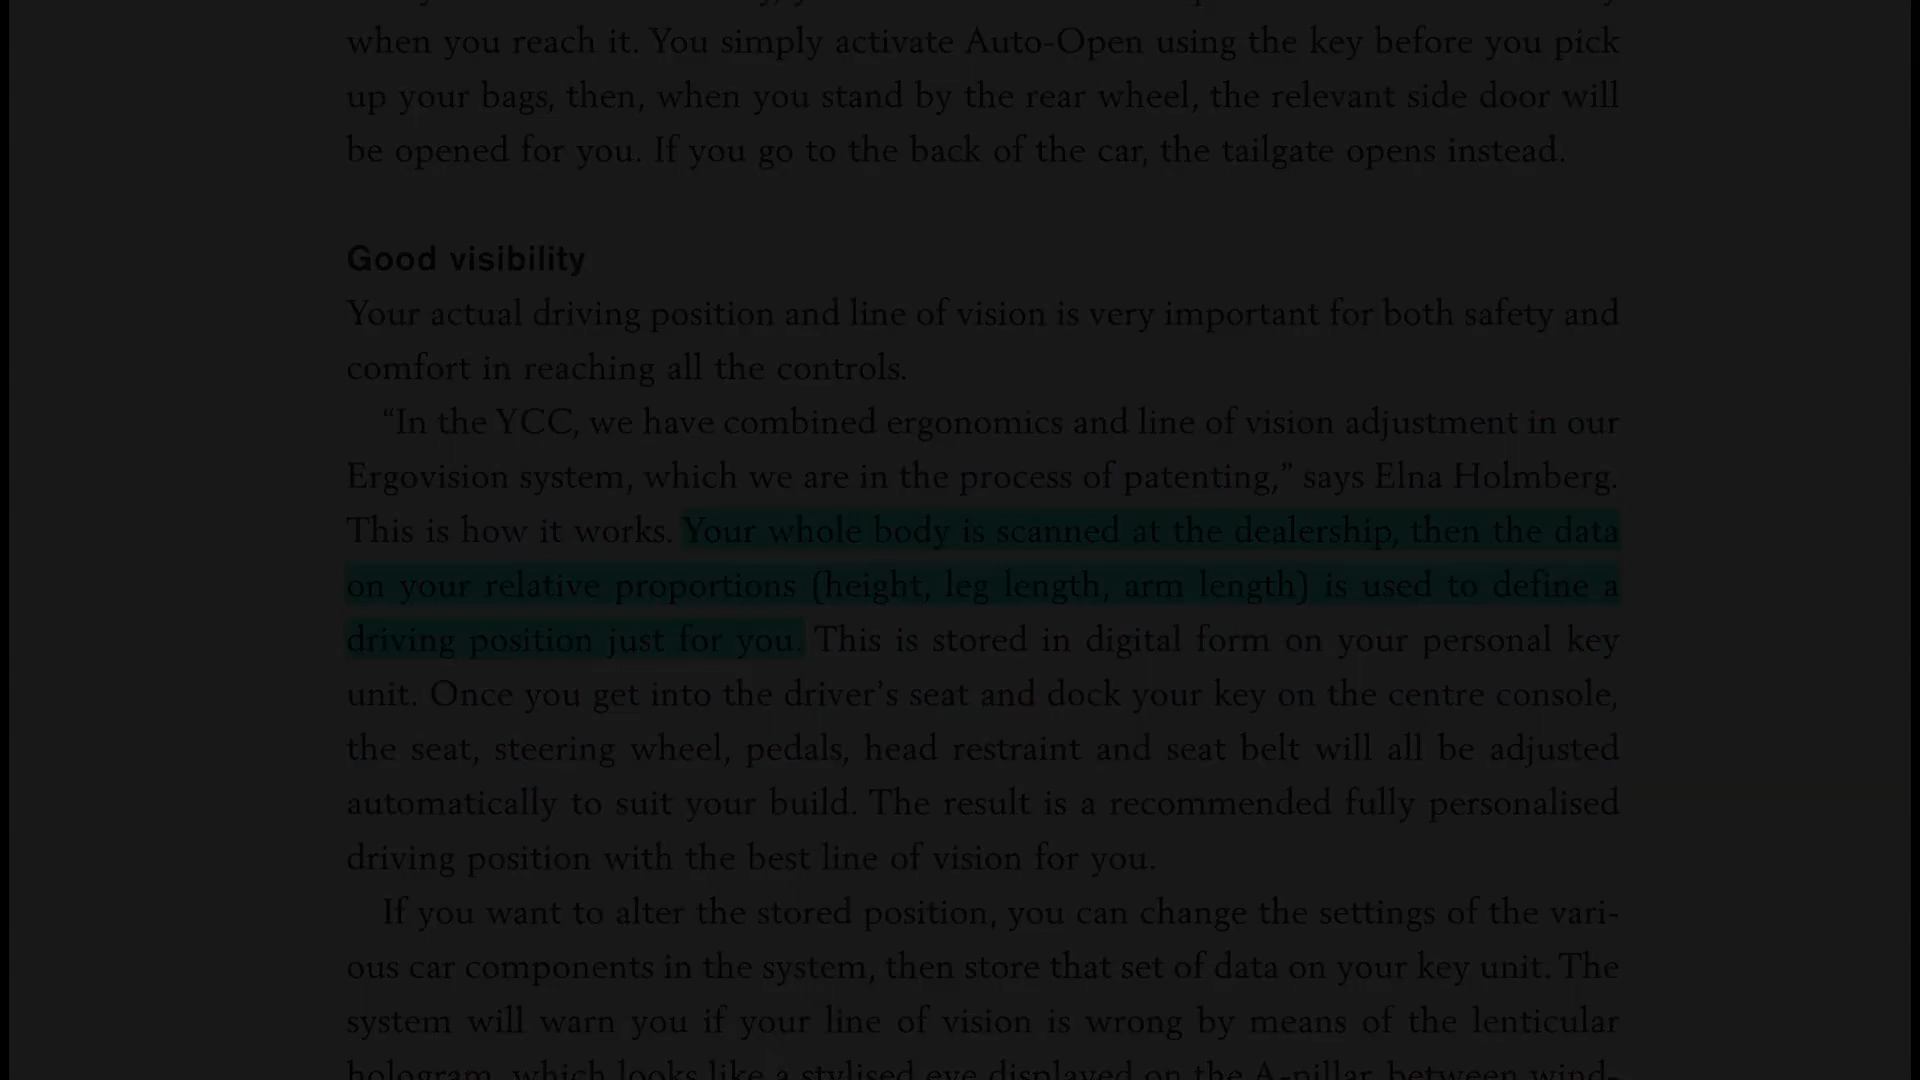 when you reach it. You simply activate Auto-Open using the key before you pick
up your bags, then, when you stand by the rear wheel, the relevant side door will
be opened for you. If you go to the back of the car, the tailgate opens instead.
Good visibility
Your actual driving position and line of vision is very important for both safety and
comfort in reaching all the controls.
“In the YCC, we have combined ergonomics and line of vision adjustment in our
Ergovision system, which we are in the process of patenting,” says Elna Holmberg.
This is how it works. Your whole body is scanned at the dealership, then the data
on your relative proportions (height, leg length, arm length) is used to define a
driving position just for you. This is stored in digital form on your personal key
unit. Once you get into the driver’s seat and dock your key on the centre console,
the seat, steering wheel, pedals, head restraint and seat belt will all be adjusted
automatically to suit your build. The result is a recommended fully personalised
driving position with the best line of vision for you.
If you want to alter the stored position, you can change the settings of the vari-
ous car components in the system, then store that set of data on your key unit. The
system will warn you if your line of vision is wrong by means of the lenticular
hologram, which looks like a stylised eye displayed on the A-pillar between wind-